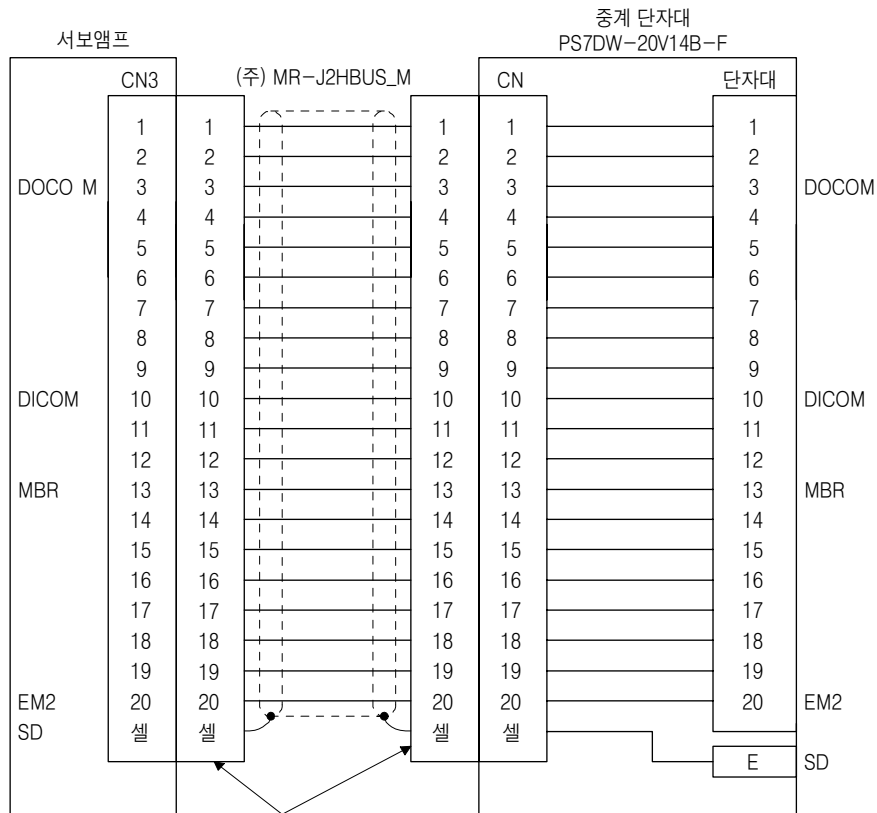 중계 단자대
서보앰프 PS7DW-20V14B-F
CN3 (주) MR-J2HBUS_M CN 단자대
1 1 1 1 1
2 2 2 2 2
DOCO M 3 3 3 3 3 DOCOM
4 4 4 4 4
5 5 5 5 5
6 6 6 6 6
7 7 7 7 7
8 8 8 8 8
9 9 9 9 9
DICOM 10 10 10 10 10 DICOM
11 11 11 11 11
12 12 12 12 12
MBR 13 13 13 13 13 MBR
14 14 14 14 14
15 15 15 15 15
16 16 16 16 16
17 17 17 17 17
18 18 18 18 18
19 19 19 19 19
EM2 20 20 20 20 20 EM2
SD 셀 셀 셀 셀
E SD